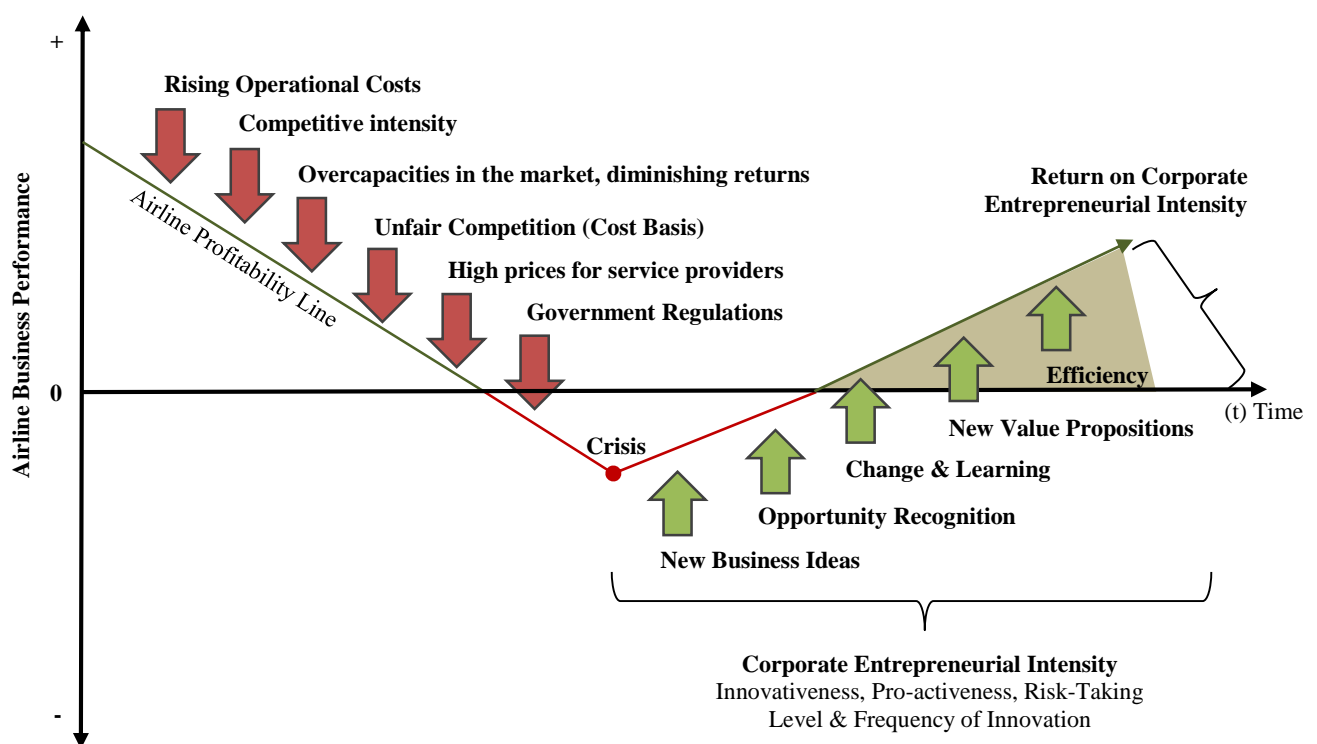 +
Rising Operational Costs
Competitive intensity
Overcapacities in the market, diminishing returns
Unfair Competition (Cost Basis)
High prices for service providers
Government Regulations
Airline Profitability Line
Airline Business Performance
Return on Corporate
Entrepreneurial Intensity
0
Efficiency
(t) Time
New Value Propositions
Crisis
Change & Learning
Opportunity Recognition
New Business Ideas
Corporate Entrepreneurial Intensity
Innovativeness, Pro-activeness, Risk-Taking
Level & Frequency of Innovation
-